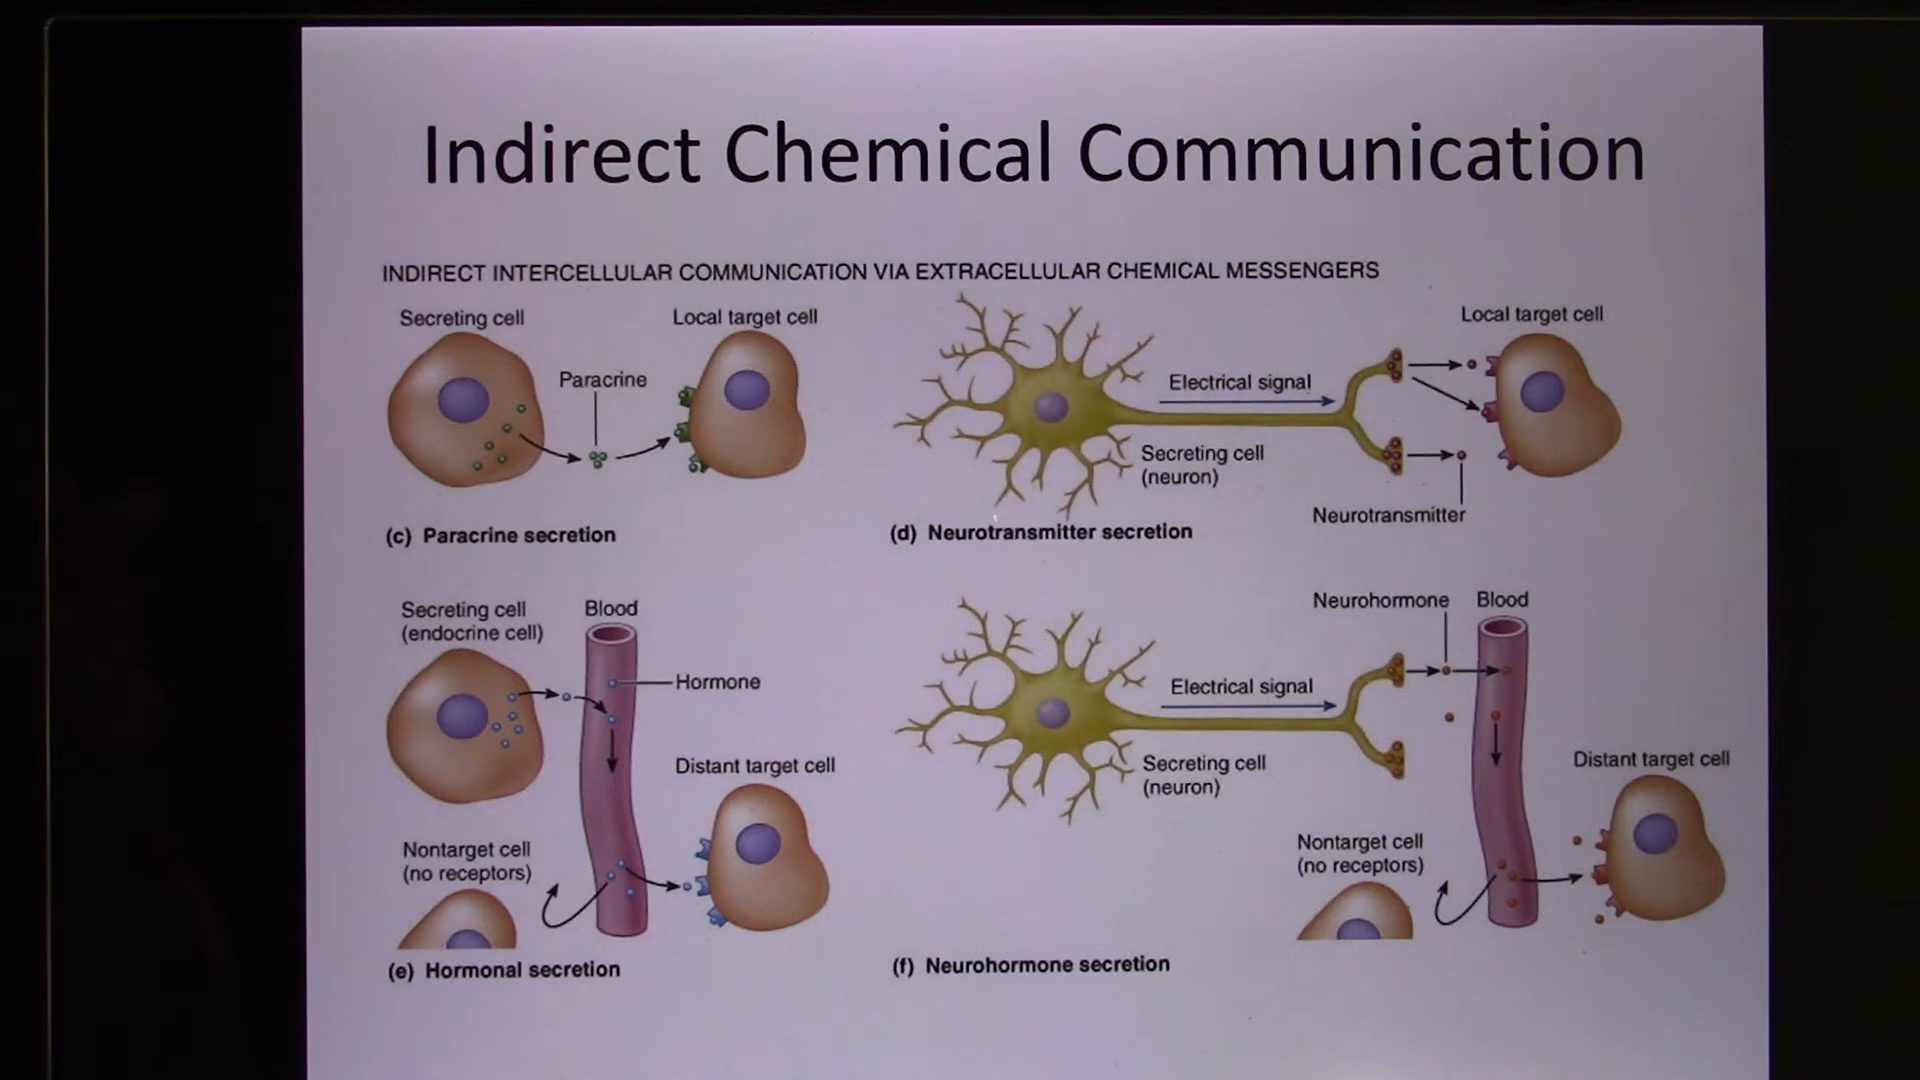 Indirect Chemical Communication
INDIRECT INTERCELLULAR COMMUNICATION VIA EXTRACELLULAR CHEMICAL MESSENGERS
Secreting cell
Local target cell
Paracrine
(c) Paracrine secretion
Local target cell
Electrical signal
Secreting cell
(neuron)
Neurotransmitter
(d) Neurotransmitter secretion
Secreting cell
(endocrine cell)
Blood
Hormone
Distant target cell
Nontarget cell
(no receptors)
(e) Hormonal secretion
Neurohormone
Blood
Electrical signal
Secreting cell
(neuron)
Distant target cell
Nontarget cell
(no receptors)
(f) Neurohormone secretion